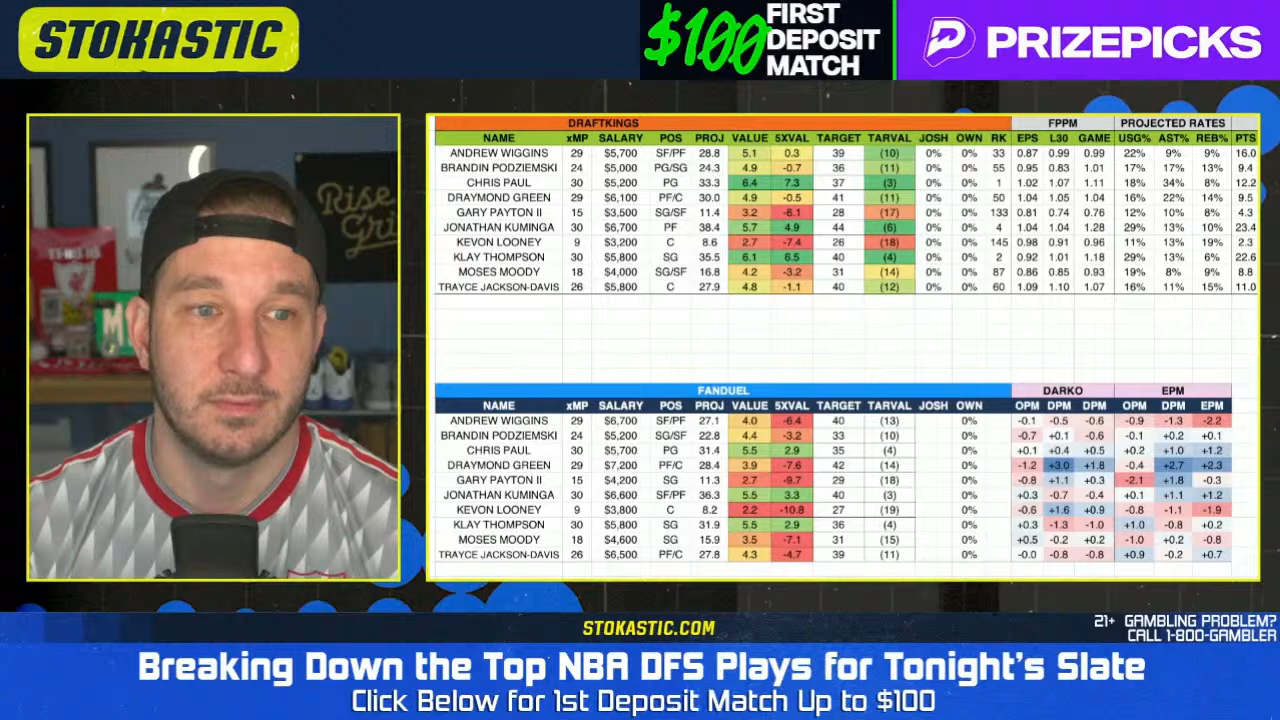 STOKASTIC
$100 FIRST DEPOSIT MATCH
PRIZEPICKS
Rise
Gri
THIS IS
M
DRAFTKINGS FPPM PROJECTED RATES
NAME xMP SALARY POS PROJ VALUE 5XVAL TARGET TARVAL JOSH OWN RK EPS L30 GAME USG% AST% REB% PTS
ANDREW WIGGINS 29 $5,700 SF/PF 28.8 5.1 0.3 39 (10) 0% 0% 33 0.87 0.99 0.99 22% 9% 9% 16.0
BRANDIN PODZIEMSKI 24 $5,000 PG/SG 24.3 4.9 -0.7 36 (11) 0% 0% 55 0.95 0.83 1.01 17% 17% 13% 9.4
CHRIS PAUL 30 $5,200 PG 33.3 6.4 7.3 37 (3) 0% 0% 1 1.02 1.07 1.11 18% 34% 8% 12.2
DRAYMOND GREEN 29 $6,100 PF/C 30.0 4.9 -0.5 41 (11) 0% 0% 50 1.04 1.05 1.04 16% 22% 14% 9.5
GARY PAYTON II 15 $3,500 SG/SF 11.4 3.2 -6.1 28 (17) 0% 0% 133 0.81 0.74 0.76 12% 10% 8% 4.3
JONATHAN KUMINGA 30 $6,700 PF 38.4 5.7 4.9 44 (6) 0% 0% 4 1.04 1.04 1.28 29% 13% 10% 23.4
KEVON LOONEY 9 $3,200 C 8.6 2.7 -7.4 26 (18) 0% 0% 145 0.98 0.91 0.96 11% 13% 19% 2.3
KLAY THOMPSON 30 $5,800 SG 35.5 6.1 6.5 40 (4) 0% 0% 2 0.92 1.01 1.18 29% 13% 6% 22.6
MOSES MOODY 18 $4,000 SG/SF 16.8 4.2 -3.2 31 (14) 0% 0% 87 0.86 0.85 0.93 19% 8% 9% 8.8
TRAYCE JACKSON-DAVIS 26 $5,800 C 27.9 4.8 -1.1 40 (12) 0% 0% 60 1.09 1.10 1.07 16% 11% 15% 11.0
FANDUEL DARKO EPM
NAME xMP SALARY POS PROJ VALUE 5XVAL TARGET TARVAL JOSH OWN OPM DPM DPM OPM DPM EPM
ANDREW WIGGINS 29 $6,700 SF/PF 27.1 4.0 -6.4 40 (13) 0% -0.1 -0.5 -0.6 -0.9 -1.3 -2.2
BRANDIN PODZIEMSKI 24 $5,200 SG/SF 22.8 4.4 -3.2 33 (10) 0% -0.7 +0.1 -0.6 -0.1 +0.2 +0.1
CHRIS PAUL 30 $5,700 PG 31.4 5.5 2.9 35 (4) 0% +0.1 +0.4 +0.5 +0.2 +1.0 +1.2
DRAYMOND GREEN 29 $7,200 PF/C 28.4 3.9 -7.6 42 (14) 0% -1.2 +3.0 +1.8 -0.4 +2.7 +2.3
GARY PAYTON II 15 $4,200 SG 11.3 2.7 -9.7 29 (18) 0% -0.8 +1.1 +0.3 -2.1 +1.8 -0.3
JONATHAN KUMINGA 30 $6,600 SF/PF 36.3 5.5 3.3 40 (3) 0% +0.3 -0.7 -0.4 +0.1 +1.1 +1.2
KEVON LOONEY 9 $3,800 C 8.2 2.2 -10.8 27 (19) 0% -0.6 +1.6 +0.9 -0.8 -1.1 -1.9
KLAY THOMPSON 30 $5,800 SG 31.9 5.5 2.9 36 (4) 0% +0.3 -1.3 -1.0 +1.0 -0.8 +0.2
MOSES MOODY 18 $4,600 SG 15.9 3.5 -7.1 31 (15) 0% +0.5 -0.2 +0.2 -1.0 +0.2 -0.8
TRAYCE JACKSON-DAVIS 26 $6,500 PF/C 27.8 4.3 -4.7 39 (11) 0% -0.0 -0.8 -0.8 +0.9 -0.2 +0.7
STOKASTIC.COM
21+ GAMBLING PROBLEM?
CALL 1-800-GAMBLER
Breaking Down the Top NBA DFS Plays for Tonight's Slate
Click Below for 1st Deposit Match Up to $100